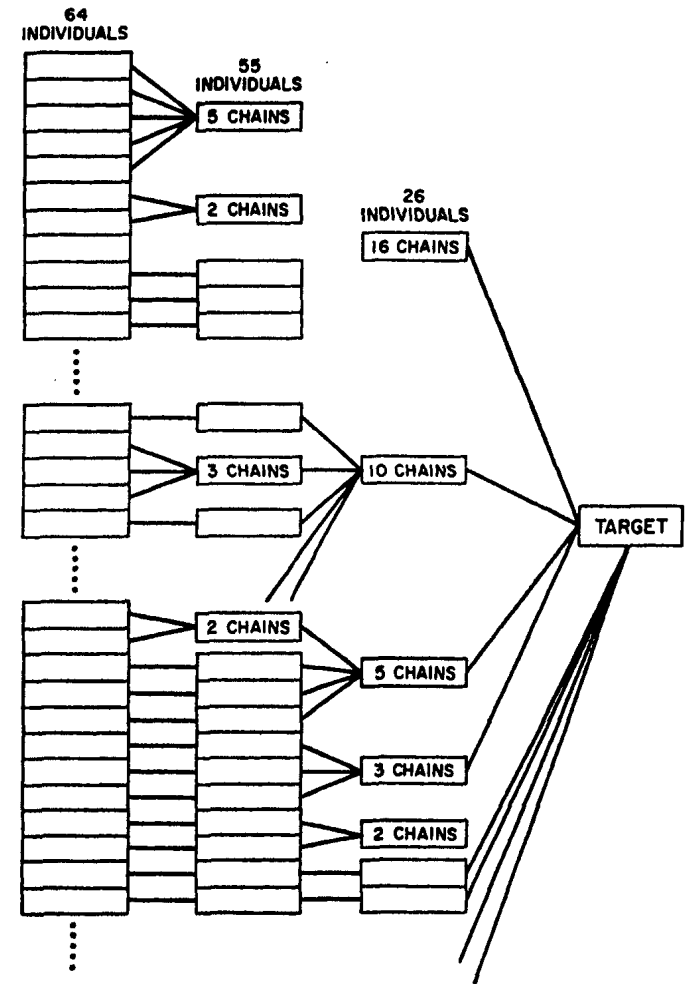 64
INDIVIDUALS
55
INDIVIDUALS
5 CHAINS
2 CHAINS
26
INDIVIDUALS
16 CHAINS
3 CHAINS
10 CHAINS
TARGET
2 CHAINS
5 CHAINS
3 CHAINS
2 CHAINS